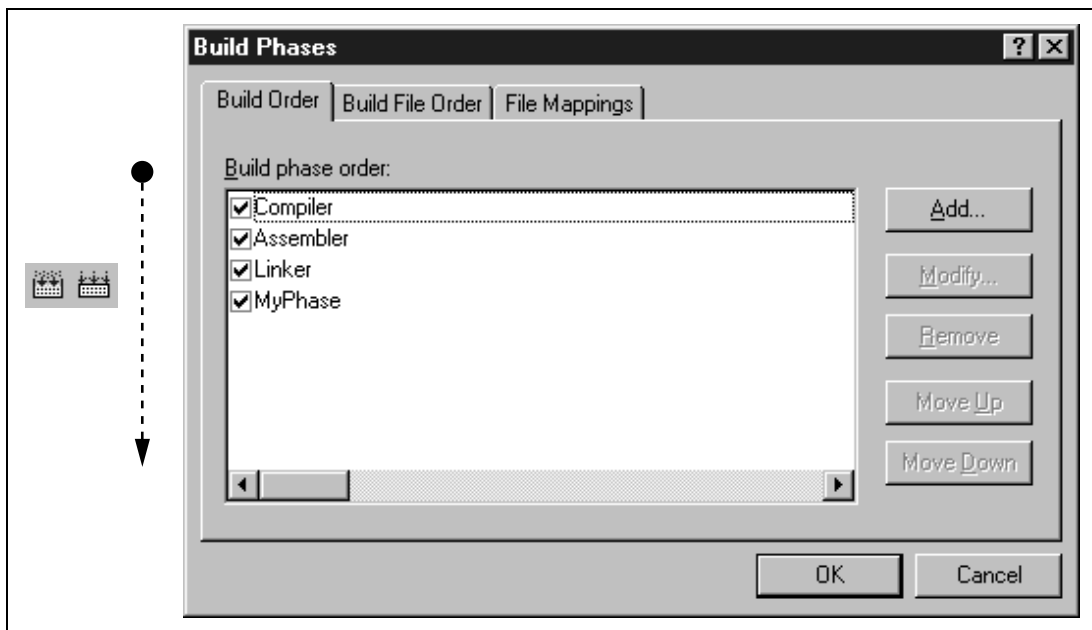 Build Phases
Build Order
Build File Order
File Mappings
Build phase order:
Compiler
Assembler
Linker
MyPhase
Add...
Modify...
Remove
Move Up
Move Down
OK
Cancel